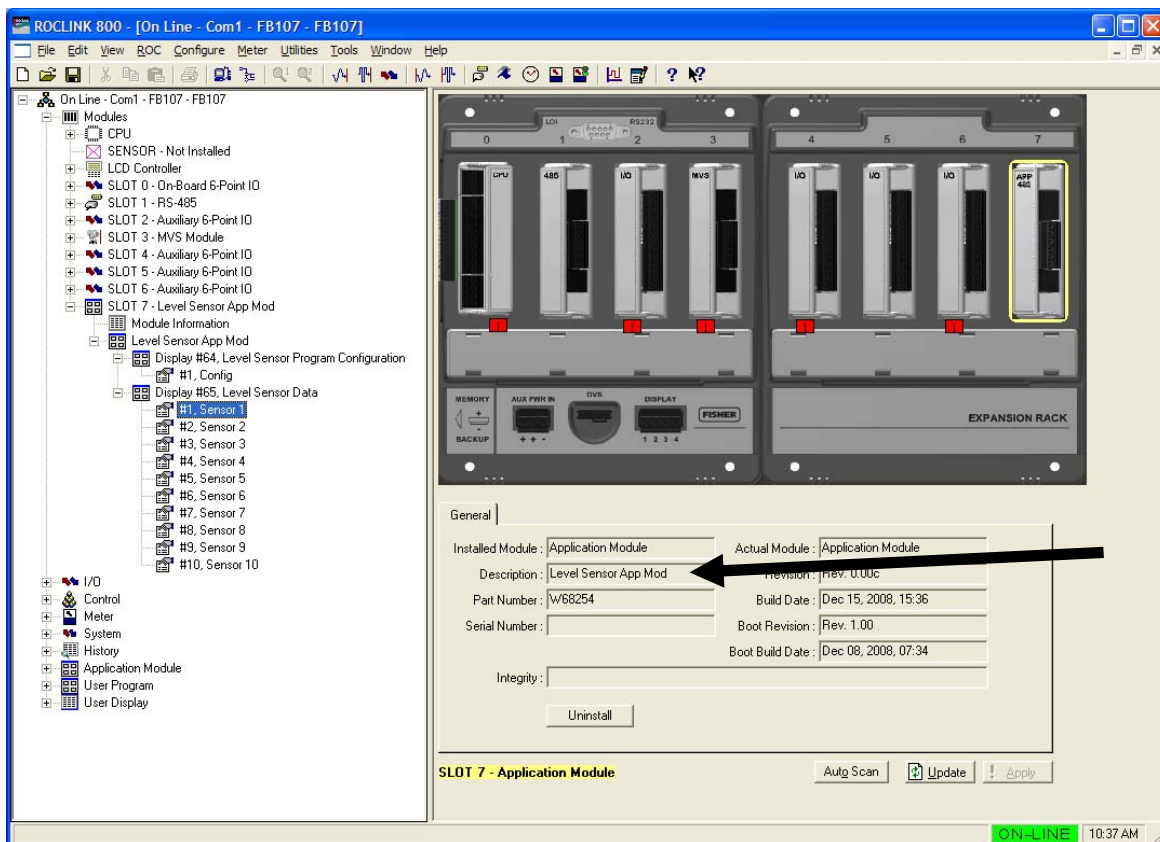 ROCLINK 800 - [On Line - Com1 - FB107 - FB107]
File Edit View ROC Configure Meter Utilities Tools Window Help
On Line - Com1 - FB107 - FB107
Modules
CPU
SENSOR - Not Installed
LCD Controller
SLOT 0 - On-Board 6-Point IO
SLOT 1 - RS-485
SLOT 2 - Auxiliary 6-Point IO
SLOT 3 - MVS Module
SLOT 4 - Auxiliary 6-Point IO
SLOT 5 - Auxiliary 6-Point IO
SLOT 6 - Auxiliary 6-Point IO
SLOT 7 - Level Sensor App Mod
Module Information
Level Sensor App Mod
Display #64, Level Sensor Program Configuration
#1, Config
Display #65, Level Sensor Data
#1, Sensor 1
#2, Sensor 2
#3, Sensor 3
#4, Sensor 4
#5, Sensor 5
#6, Sensor 6
#7, Sensor 7
#8, Sensor 8
#9, Sensor 9
#10, Sensor 10
I/O
Control
Meter
System
History
Application Module
User Program
User Display
LOI RS232
0 1 2 3 4 5 6 7
CPU 485 I/O MVS I/O I/O I/O APP 485
MEMORY BACKUP
AUX PWR IN
+ + -
DVS
DISPLAY
1 2 3 4
FISHER
EXPANSION RACK
General
Installed Module : Application Module Actual Module : Application Module
Description : Level Sensor App Mod Revision : Rev. 0.00c
Part Number : W68254 Build Date : Dec 15, 2008, 15:36
Serial Number : Boot Revision : Rev. 1.00
Boot Build Date : Dec 08, 2008, 07:34
Integrity :
Uninstall
SLOT 7 - Application Module
Auto Scan Update ! Apply
ON-LINE 10:37 AM